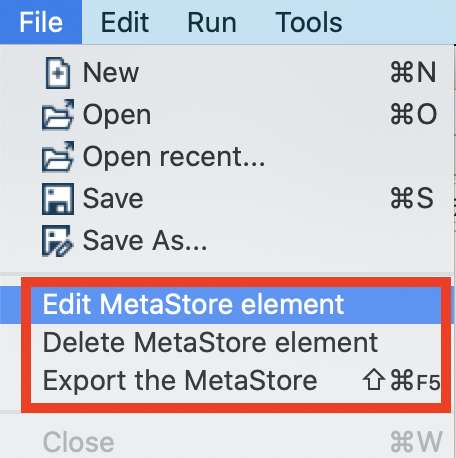 File Edit Run Tools
New ⌘N
Open ⌘O
Open recent...
Save ⌘S
Save As...
Edit MetaStore element
Delete MetaStore element
Export the MetaStore ⇧⌘F5
Close ⌘W